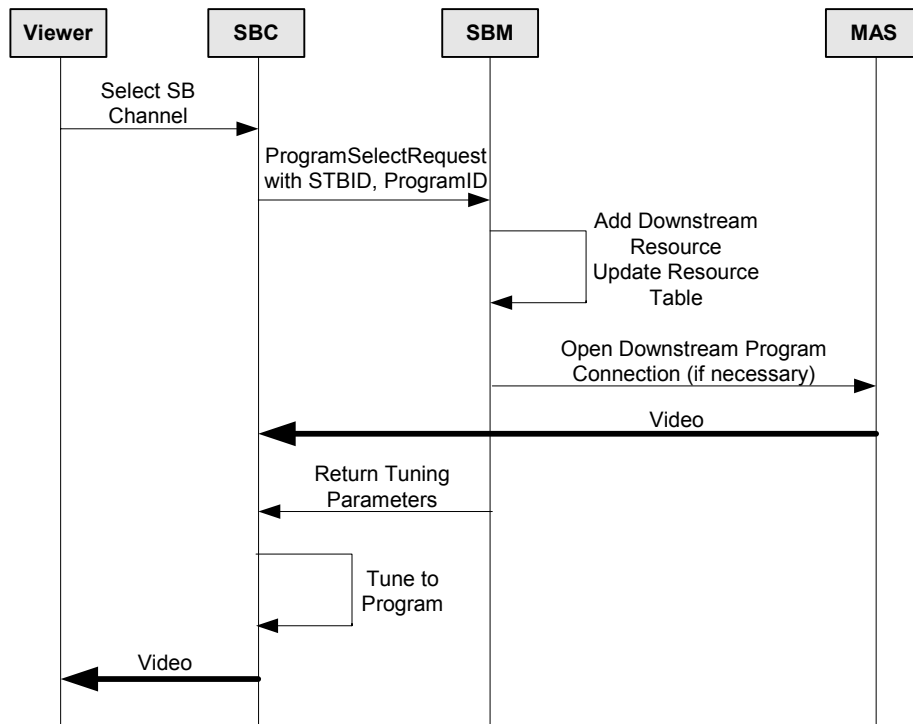 Viewer
SBC
SBM
MAS
Select SB
Channel
ProgramSelectRequest
with STBID, ProgramID
Add Downstream
Resource
Update Resource
Table
Open Downstream Program
Connection (if necessary)
Video
Return Tuning
Parameters
Tune to
Program
Video